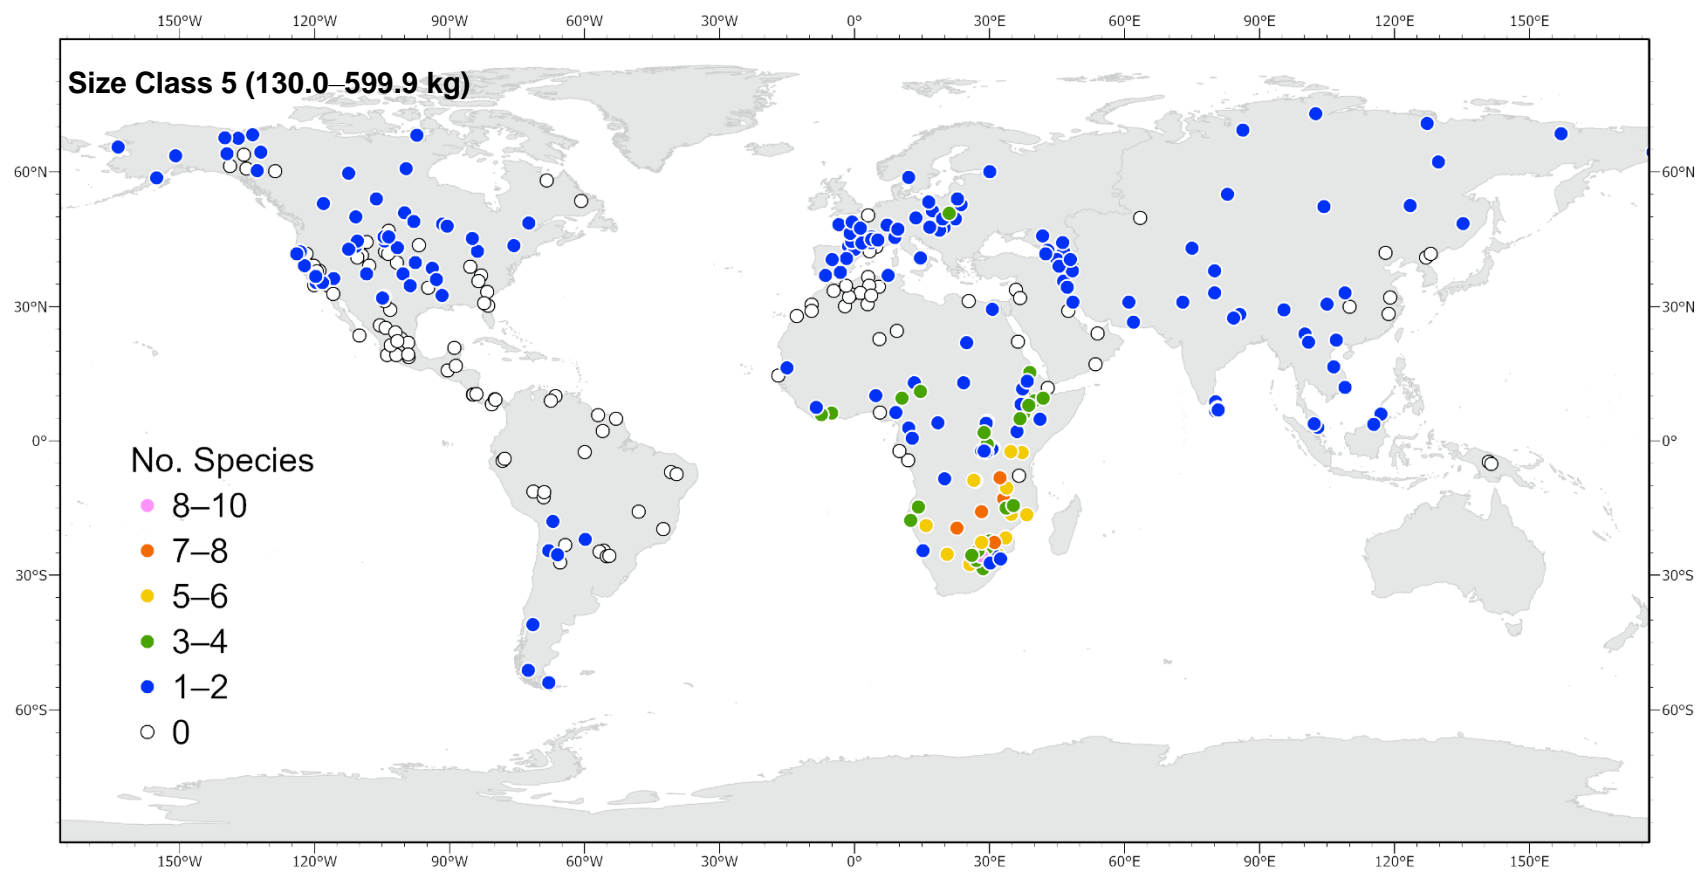 150°W 120°W 90°W 60°W 30°W 0° 30°E 60°E 90°E 120°E 150°E
Size Class 5 (130.0–599.9 kg)
60°N 60°N
30°N 30°N
0° 0°
No. Species
8–10
7–8
30°S 30°S
5–6
3–4
1–2
60°S 60°S
0
150°W 120°W 90°W 60°W 30°W 0° 30°E 60°E 90°E 120°E 150°E